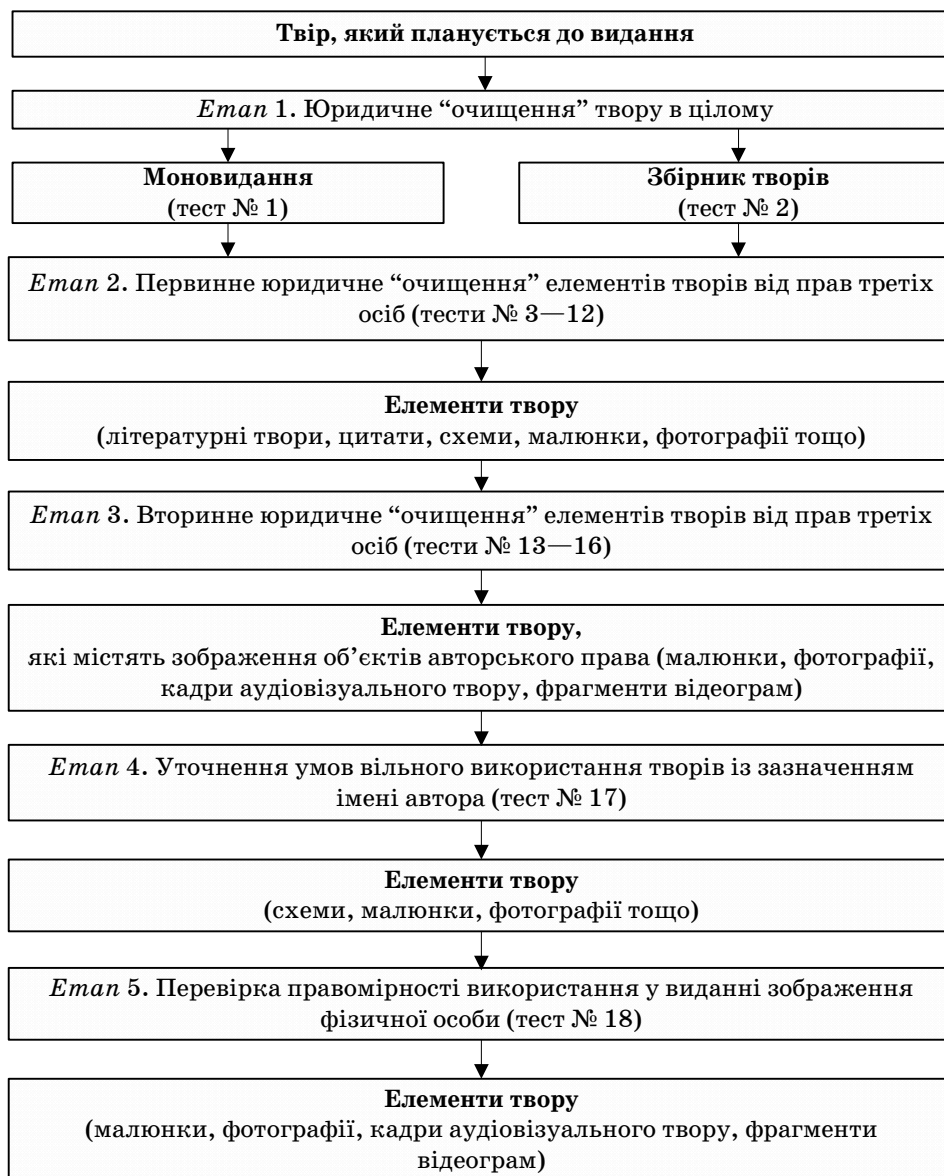 Твір, який планується до видання
Етап 1. Юридичне “очищення” твору в цілому
Моновидання
(тест № 1)
Збірник творів
(тест № 2)
Етап 2. Первинне юридичне “очищення” елементів творів від прав третіх
осіб (тести № 3—12)
Елементи твору
(літературні твори, цитати, схеми, малюнки, фотографії тощо)
Етап 3. Вторинне юридичне “очищення” елементів творів від прав третіх
осіб (тести № 13—16)
Елементи твору,
які містять зображення об’єктів авторського права (малюнки, фотографії,
кадри аудіовізуального твору, фрагменти відеограм)
Етап 4. Уточнення умов вільного використання творів із зазначенням
імені автора (тест № 17)
Елементи твору
(схеми, малюнки, фотографії тощо)
Етап 5. Перевірка правомірності використання у виданні зображення
фізичної особи (тест № 18)
Елементи твору
(малюнки, фотографії, кадри аудіовізуального твору, фрагменти
відеограм)